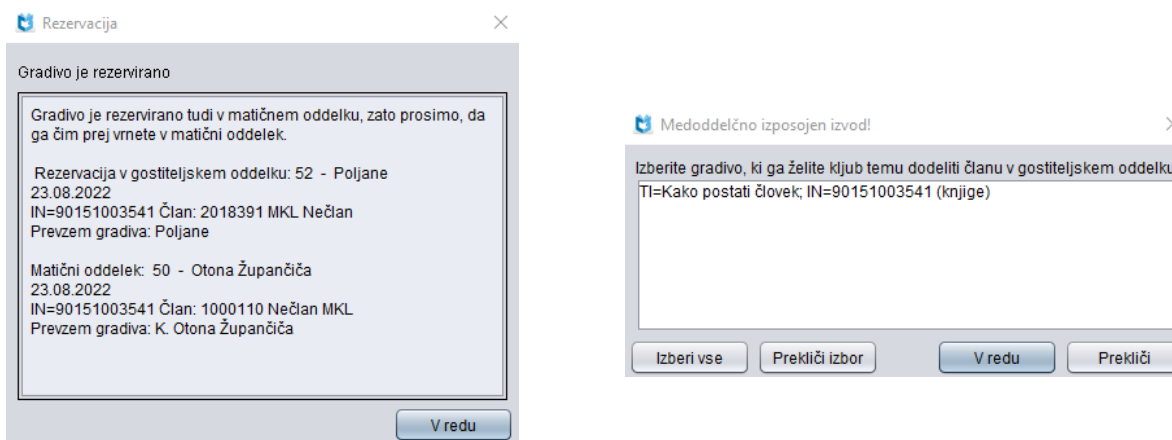 Rezervacija
Gradivo je rezervirano
Gradivo je rezervirano tudi v matičnem oddelku, zato prosimo, da
ga čim prej vrnete v matični oddelek.
Rezervacija v gostiteljskem oddelku: 52 - Poljane
23.08.2022
IN=90151003541 Član: 2018391 MKL Nečlan
Prevzem gradiva: Poljane
Matični oddelek: 50 - Otona Župančiča
23.08.2022
IN=90151003541 Član: 1000110 Nečlan MKL
Prevzem gradiva: K. Otona Župančiča
V redu
Medoddelčno izposojen izvod!
Izberite gradivo, ki ga želite kljub temu dodeliti članu v gostiteljskem oddelku
TI=Kako postati človek; IN=90151003541 (knjige)
Izberi vse Prekliči izbor V redu Prekliči